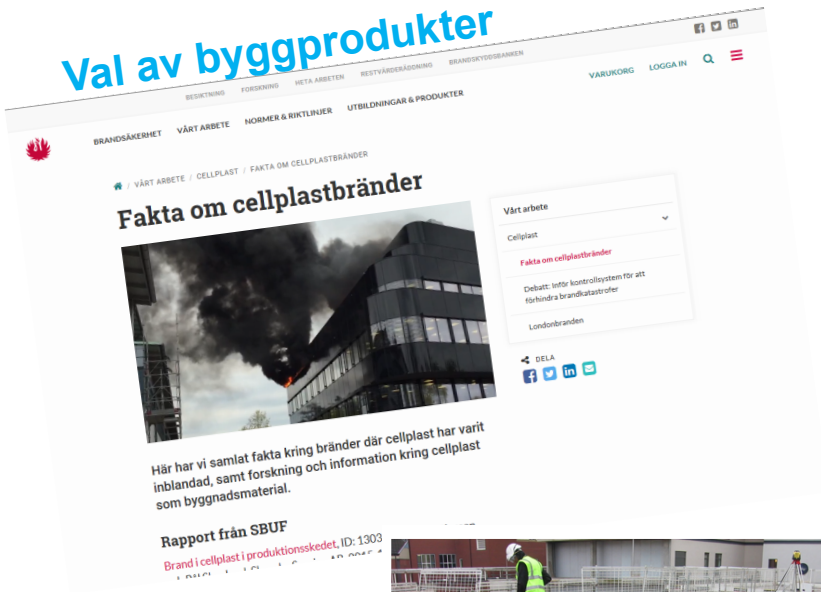 Val av byggprodukter
BESIKTNING FORSKNING HETA ARBETEN RESTVÄRDERÄDDNING BRANDSKYDDSBANKEN
BRANDSÄKERHET VÅRT ARBETE NORMER & RIKTLINJER UTBILDNINGAR & PRODUKTER VARUKORG LOGGA IN
/ VÅRT ARBETE / CELLPLAST / FAKTA OM CELLPLASTBRÄNDER
Fakta om cellplastbränder
Vårt arbete
Cellplast
Fakta om cellplastbränder
Debatt: Inför kontrollsystem för att
förhindra brandkatastrofer
Londonbranden
DELA
Här har vi samlat fakta kring bränder där cellplast har varit
inblandad, samt forskning och information kring cellplast
som byggnadsmaterial.
Rapport från SBUF
Brand i cellplast i produktionsskedet, ID: 1303